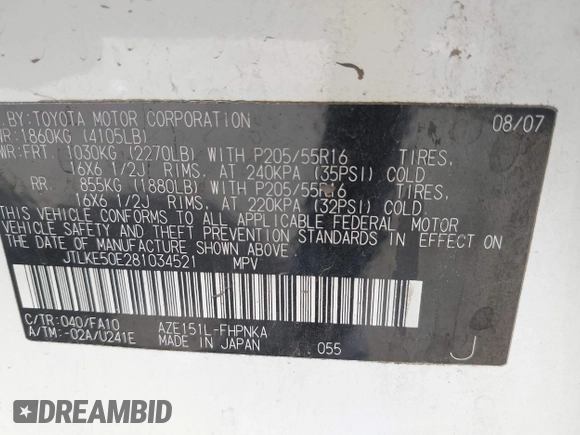 . BY: TOYOTA MOTOR CORPORATION 08/07
R: 1860KG (4105LB)
WR: FRT. 1030KG (2270LB) WITH P205/55R16 TIRES,
16X6 1/2J RIMS, AT 240KPA (35PSI) COLD
RR. 855KG (1880LB) WITH P205/55R16 TIRES,
16X6 1/2J RIMS, AT 220KPA (32PSI) COLD
THIS VEHICLE CONFORMS TO ALL APPLICABLE FEDERAL MOTOR
VEHICLE SAFETY AND THEFT PREVENTION STANDARDS IN EFFECT ON
THE DATE OF MANUFACTURE SHOWN ABOVE.
JTLKE50E281034521 MPV
C/TR: 040/FA10 AZE151L-FHPNKA
A/TM: -02A/U241E MADE IN JAPAN 055 J
DREAMBID